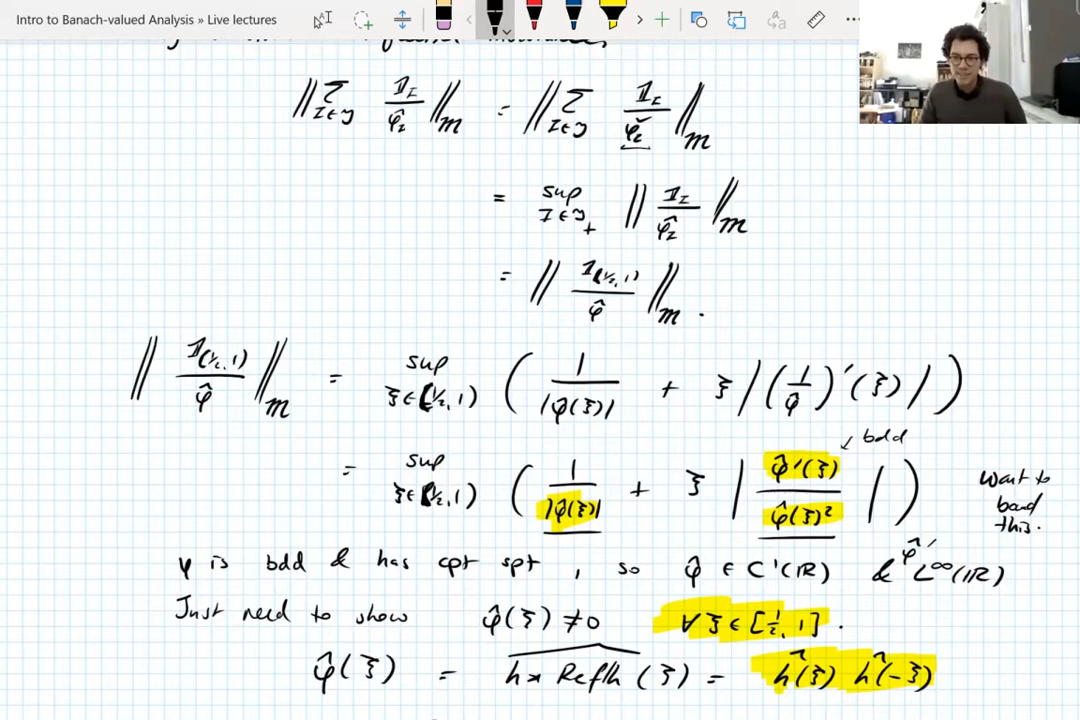 Intro to Banach-valued Analysis » Live lectures
‖ Σ_{I∈𝒥} 𝟙_I / φ̂_I ‖_m = ‖ Σ_{I∈𝒥} 𝟙_I / φ̌_I ‖_m
= sup_{I∈𝒥_+} ‖ 𝟙_I / φ̂_I ‖_m
= ‖ 𝟙_{(1/2,1)} / φ̂ ‖_m .
‖ 𝟙_{(1/2,1)} / φ̂ ‖_m = sup_{ξ∈[1/2,1)} ( 1 / |φ̂(ξ)| + ξ | (1/φ̂)'(ξ) | )
↙ bdd
= sup_{ξ∈[1/2,1)} ( 1 / |φ̂(ξ)| + ξ | φ̂'(ξ) / φ̂(ξ)² | ) Want to
this.
φ is bdd & has cpt spt , so φ̂ ∈ C'(ℝ) & φ̂' L^∞(ℝ)
Just need to show φ̂(ξ) ≠ 0 ∀ ξ ∈ [1/2, 1] .
φ̂(ξ) = h * Refl h (ξ) = ĥ(ξ) ĥ(-ξ)